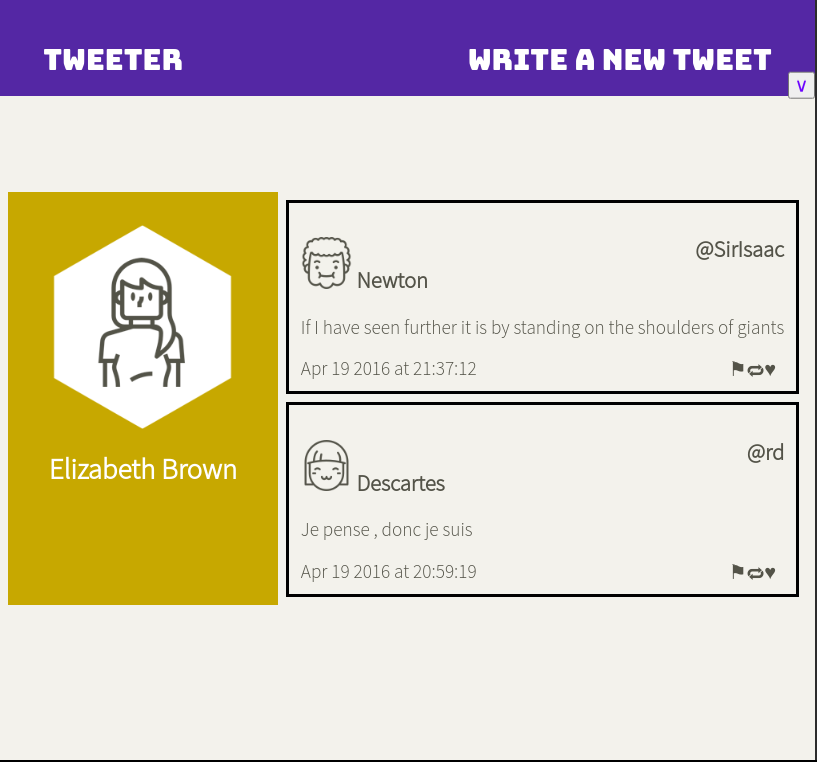 TWEETER
WRITE A NEW TWEET
v
Elizabeth Brown
@SirIsaac
Newton
If I have seen further it is by standing on the shoulders of giants
Apr 19 2016 at 21:37:12
@rd
Descartes
Je pense , donc je suis
Apr 19 2016 at 20:59:19